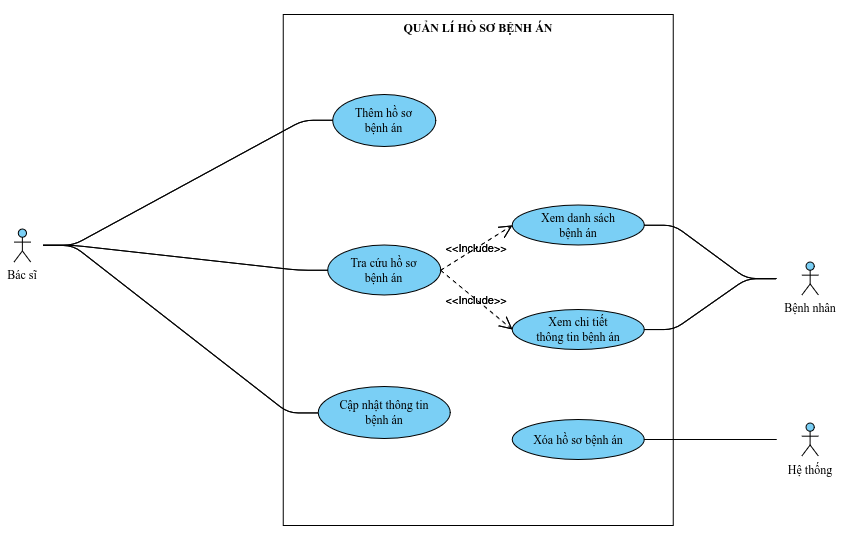 QUẢN LÍ HỒ SƠ BỆNH ÁN
Thêm hồ sơ
bệnh án
Xem danh sách
bệnh án
<<Include>>
Bác sĩ
Tra cứu hồ sơ
bệnh án
<<Include>>
Bệnh nhân
Xem chi tiết
thông tin bệnh án
Cập nhật thông tin
bệnh án
Xóa hồ sơ bệnh án
Hệ thống